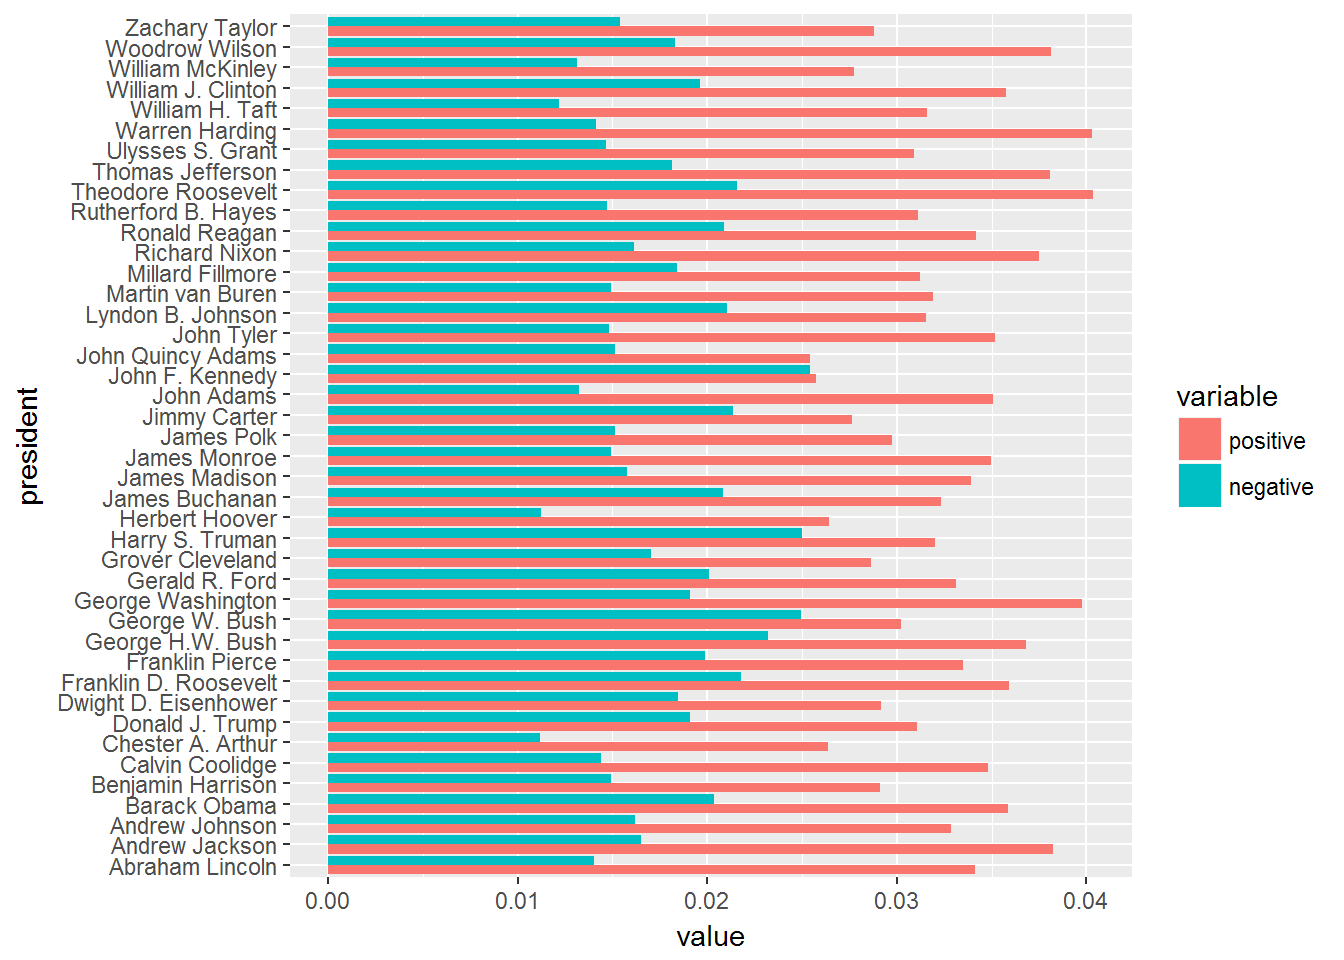 Zachary Taylor
Woodrow Wilson
William McKinley
William J. Clinton
William H. Taft
Warren Harding
Ulysses S. Grant
Thomas Jefferson
Theodore Roosevelt
Rutherford B. Hayes
Ronald Reagan
Richard Nixon
Millard Fillmore
Martin van Buren
Lyndon B. Johnson
John Tyler
John Quincy Adams
John F. Kennedy
John Adams
Jimmy Carter
James Polk
James Monroe
James Madison
James Buchanan
Herbert Hoover
Harry S. Truman
Grover Cleveland
Gerald R. Ford
George Washington
George W. Bush
George H.W. Bush
Franklin Pierce
Franklin D. Roosevelt
Dwight D. Eisenhower
Donald J. Trump
Chester A. Arthur
Calvin Coolidge
Benjamin Harrison
Barack Obama
Andrew Johnson
Andrew Jackson
Abraham Lincoln
president
0.00 0.01 0.02 0.03 0.04
value
variable
positive
negative